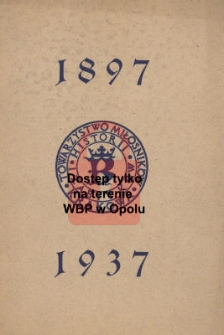 1897
TOWARZYSTWO MIŁOŚNIKÓW
HISTORII
Dostęp tylko
na terenie
WBP w Opolu
1937